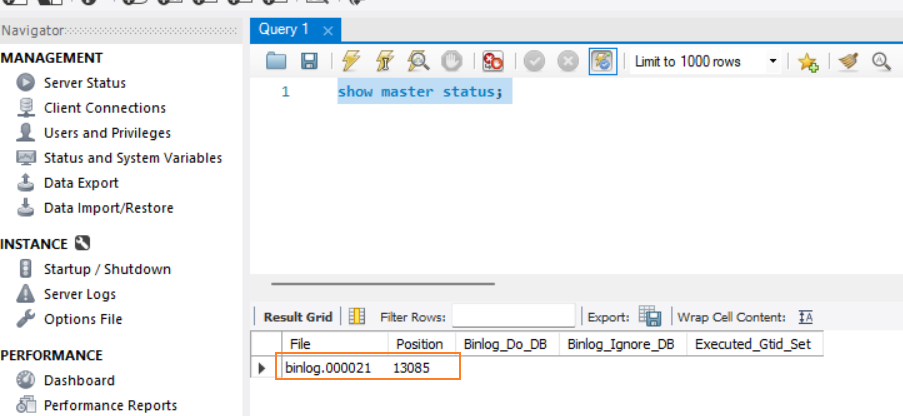 Navigator
MANAGEMENT
Server Status
Client Connections
Users and Privileges
Status and System Variables
Data Export
Data Import/Restore
INSTANCE
Startup / Shutdown
Server Logs
Options File
PERFORMANCE
Dashboard
Performance Reports
Query 1
Limit to 1000 rows
1 show master status;
Result Grid Filter Rows: Export: Wrap Cell Content: IA
File Position Binlog_Do_DB Binlog_Ignore_DB Executed_Gtid_Set
binlog.000021 13085